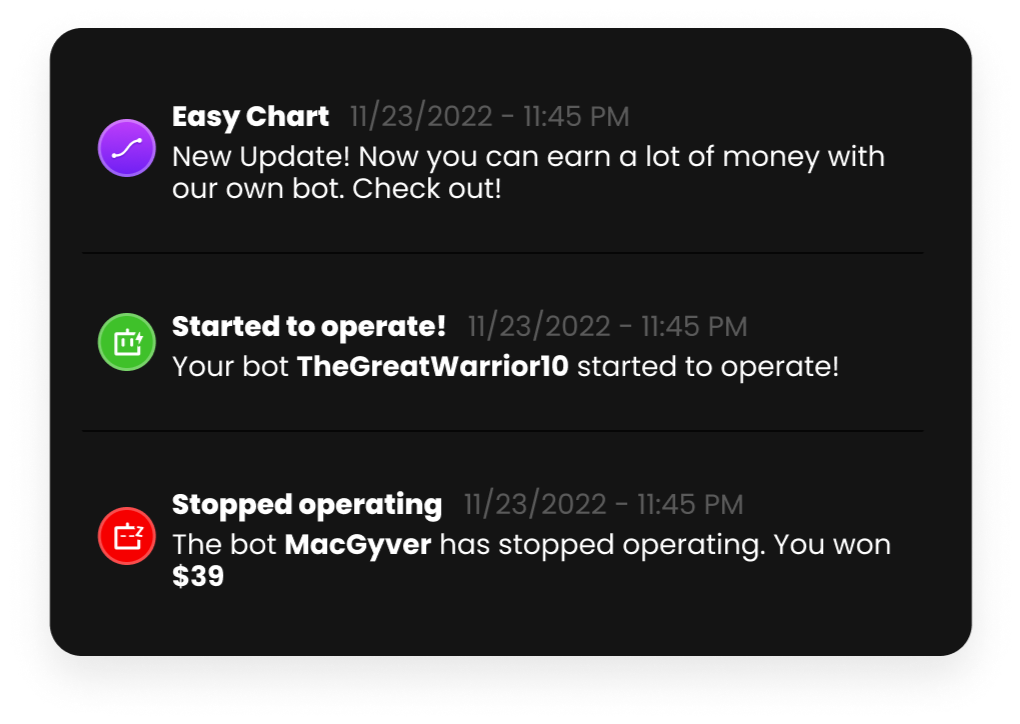 Easy Chart 11/23/2022 - 11:45 PM
New Update! Now you can earn a lot of money with
our own bot. Check out!
Started to operate! 11/23/2022 - 11:45 PM
Your bot TheGreatWarrior10 started to operate!
Stopped operating 11/23/2022 - 11:45 PM
The bot MacGyver has stopped operating. You won
$39